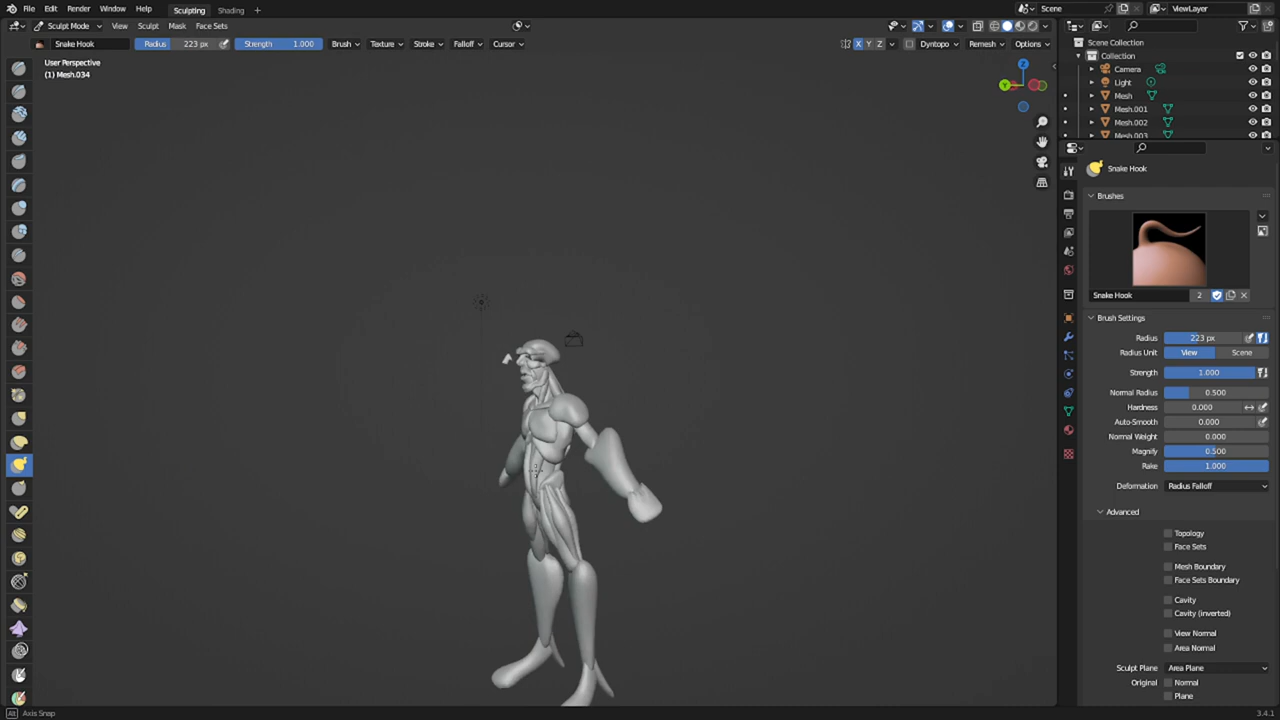 File Edit Render Window Help Sculpting Shading + Scene ViewLayer
Sculpt Mode View Sculpt Mask Face Sets
Snake Hook Radius 223 px Strength 1.000 Brush Texture Stroke Falloff Cursor X Y Z Dyntopo Remesh Options
User Perspective
(1) Mesh.034
Z
Y
Scene Collection
Collection
Camera
Light
Mesh
Mesh.001
Mesh.002
Mesh.003
Snake Hook
Brushes
Snake Hook 2
Brush Settings
Radius 223 px
Radius Unit View Scene
Strength 1.000
Normal Radius 0.500
Hardness 0.000
Auto-Smooth 0.000
Normal Weight 0.000
Magnify 0.500
Rake 1.000
Deformation Radius Falloff
Advanced
Topology
Face Sets
Mesh Boundary
Face Sets Boundary
Cavity
Cavity (inverted)
View Normal
Area Normal
Sculpt Plane Area Plane
Original Normal
Plane
Alt Axis Snap 3.4.1